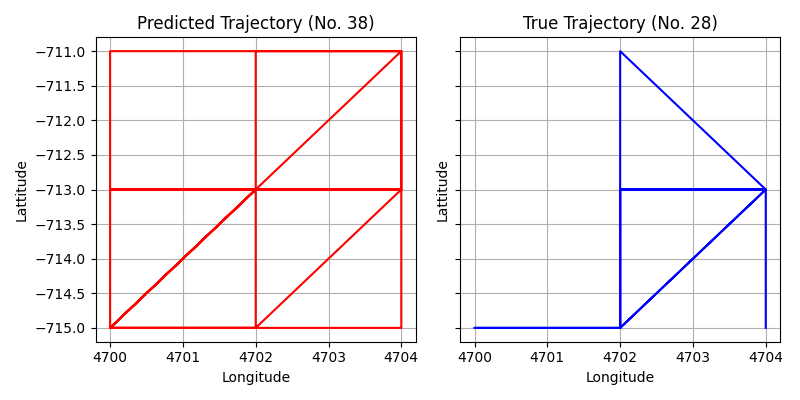 Predicted Trajectory (No. 38)
True Trajectory (No. 28)
−711.0
−711.5
−712.0
−712.5
−713.0
−713.5
−714.0
−714.5
−715.0
Lattitude
Lattitude
4700 4701 4702 4703 4704
4700 4701 4702 4703 4704
Longitude
Longitude